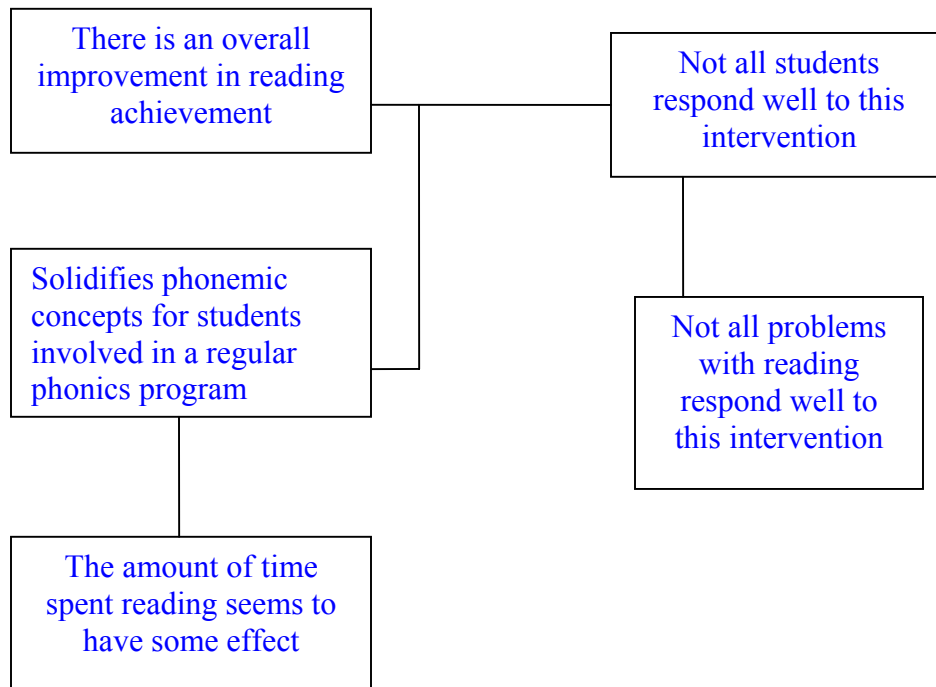 There is an overall
improvement in reading
achievement
Not all students
respond well to this
intervention
Solidifies phonemic
concepts for students
involved in a regular
phonics program
Not all problems
with reading
respond well to
this intervention
The amount of time
spent reading seems to
have some effect